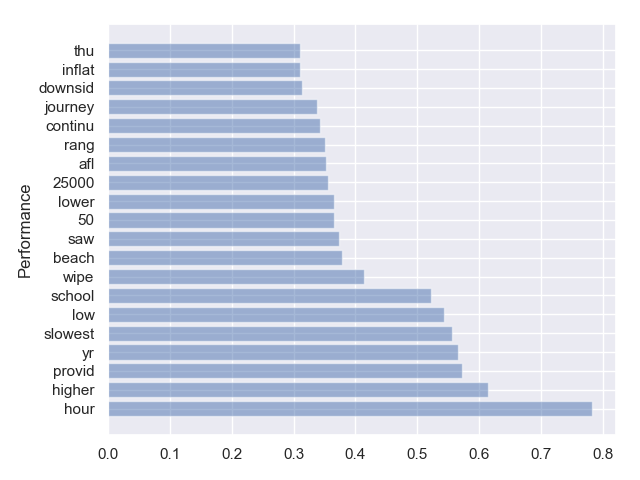 thu
inflat
downsid
journey
continu
rang
afl
25000
lower
50
saw
beach
wipe
school
low
slowest
yr
provid
higher
hour
Performance
0.0 0.1 0.2 0.3 0.4 0.5 0.6 0.7 0.8